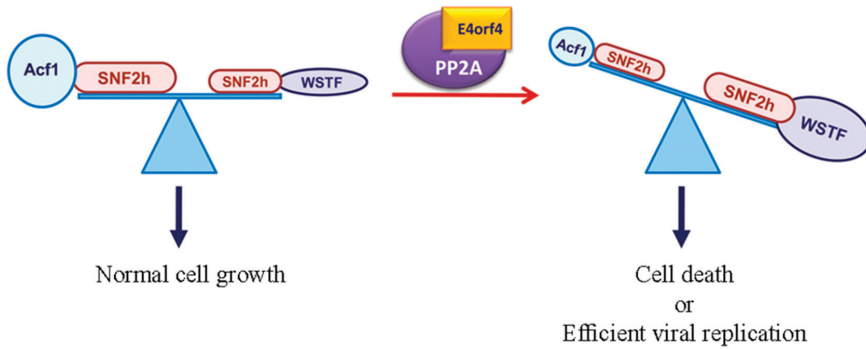 Acf1
SNF2h
SNF2h
WSTF
E4orf4
PP2A
Acf1
SNF2h
SNF2h
WSTF
Normal cell growth
Cell death
or
Efficient viral replication